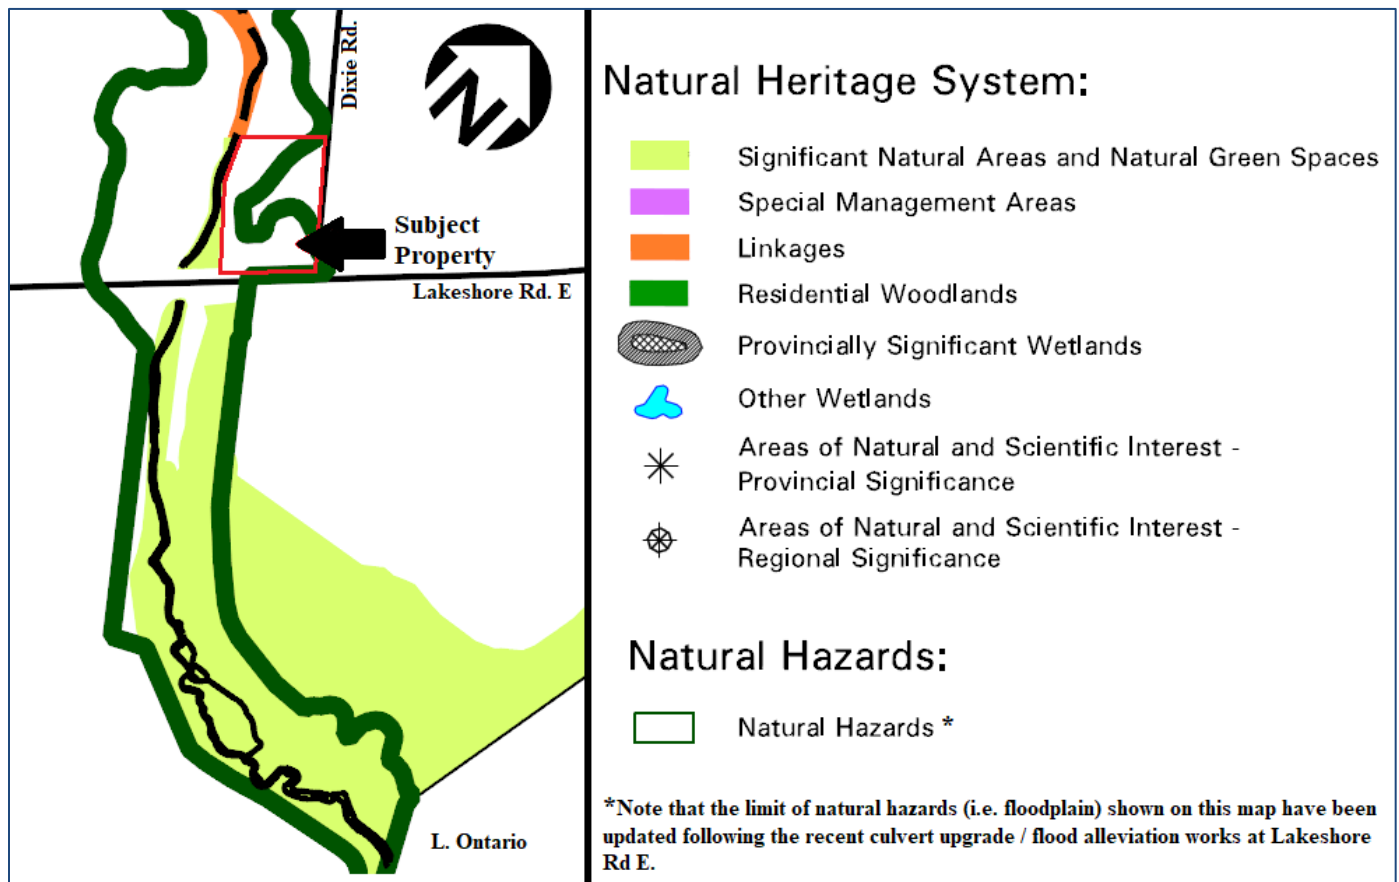 Dixie Rd.
N
Subject
Property
Lakeshore Rd. E
L. Ontario
Natural Heritage System:
Significant Natural Areas and Natural Green Spaces
Special Management Areas
Linkages
Residential Woodlands
Provincially Significant Wetlands
Other Wetlands
Areas of Natural and Scientific Interest -
Provincial Significance
Areas of Natural and Scientific Interest -
Regional Significance
Natural Hazards:
Natural Hazards *
*Note that the limit of natural hazards (i.e. floodplain) shown on this map have been
updated following the recent culvert upgrade / flood alleviation works at Lakeshore
Rd E.